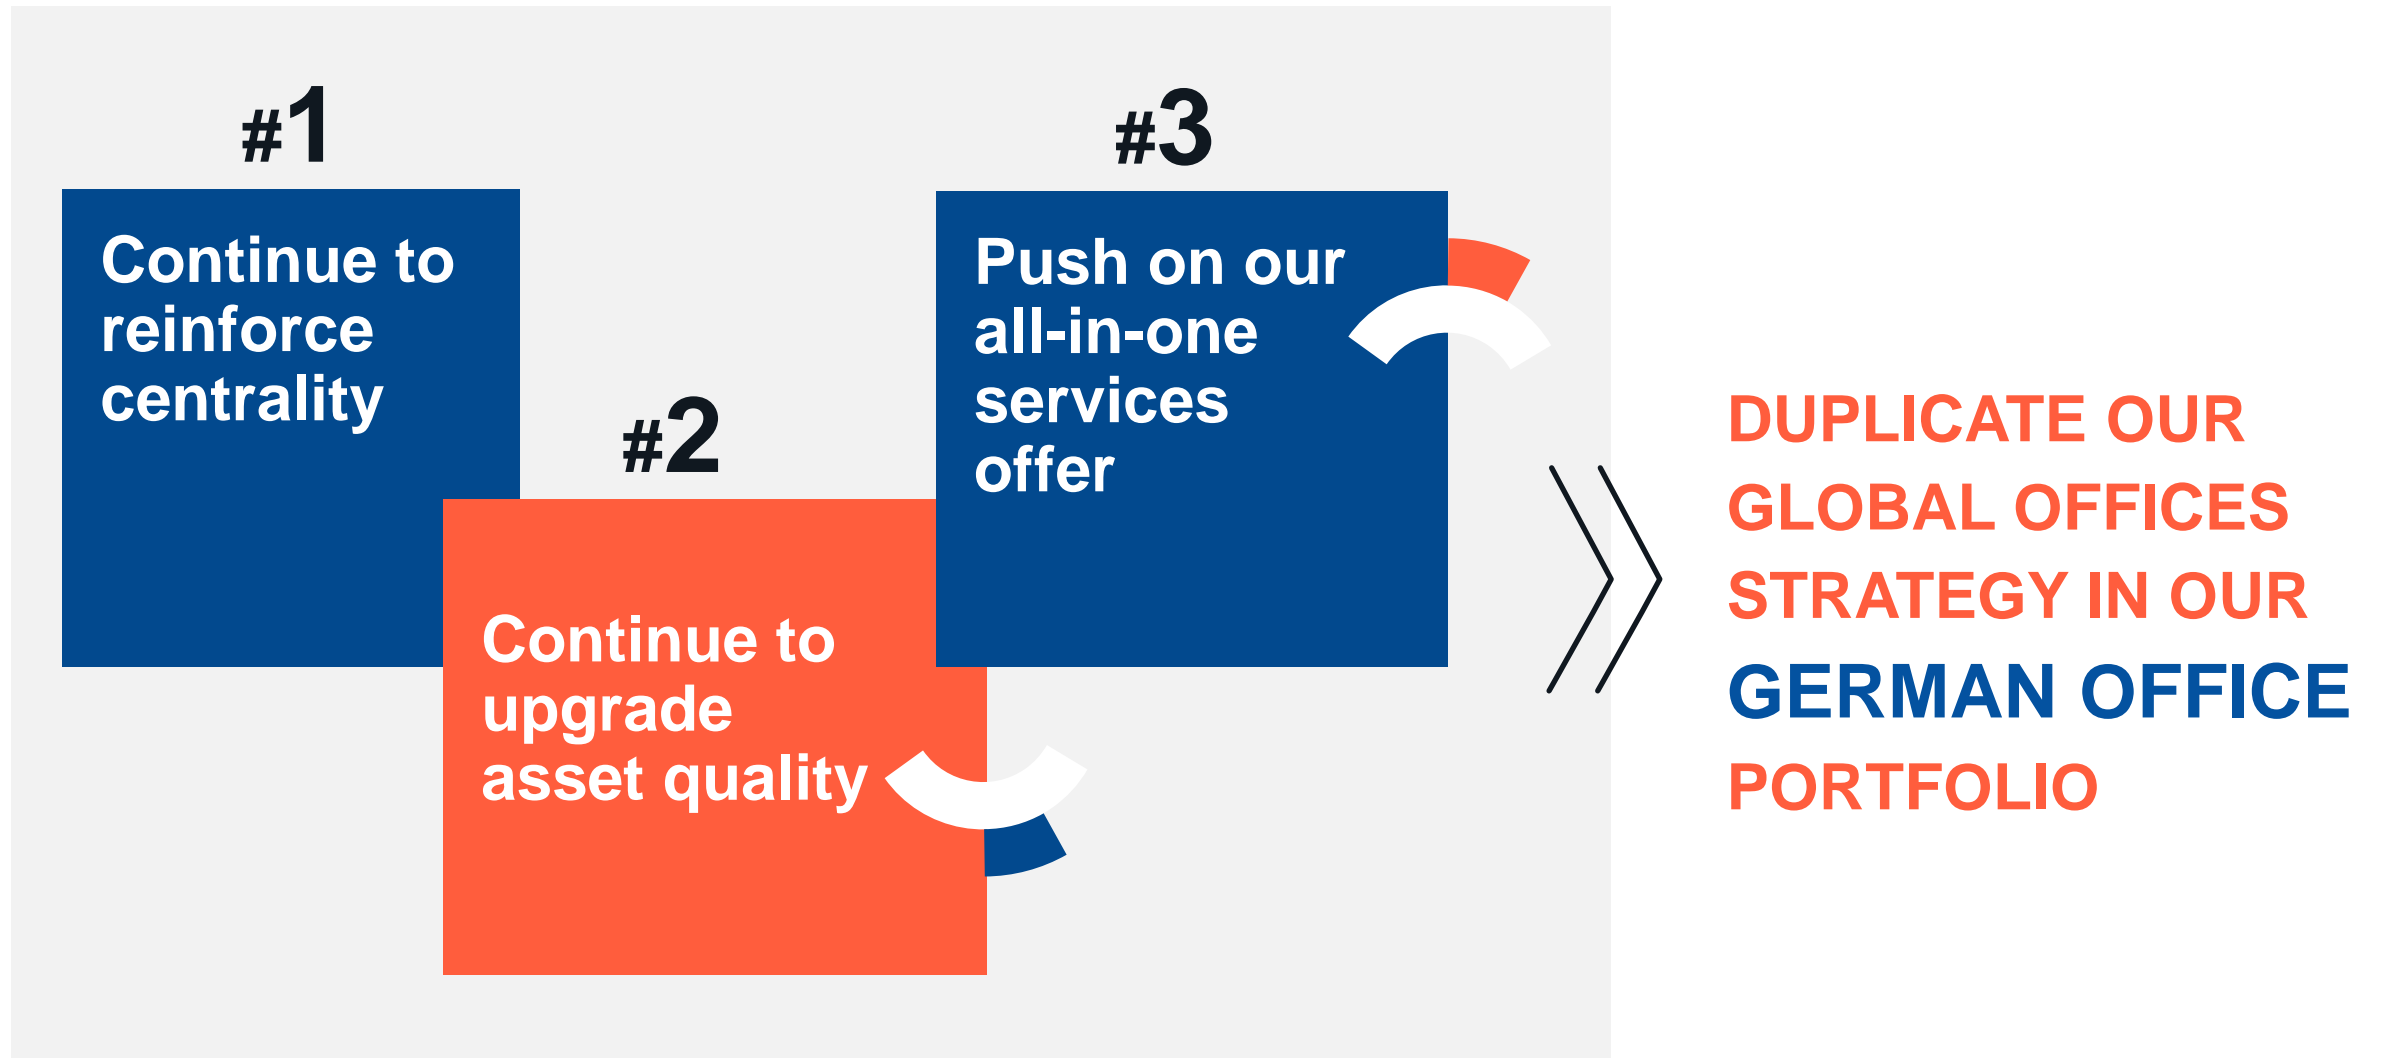 #1
Continue to
reinforce
centrality
#2
Continue to
upgrade
asset quality
#3
Push on our
all-in-one
services
offer
DUPLICATE OUR
GLOBAL OFFICES
STRATEGY IN OUR
GERMAN OFFICE
PORTFOLIO